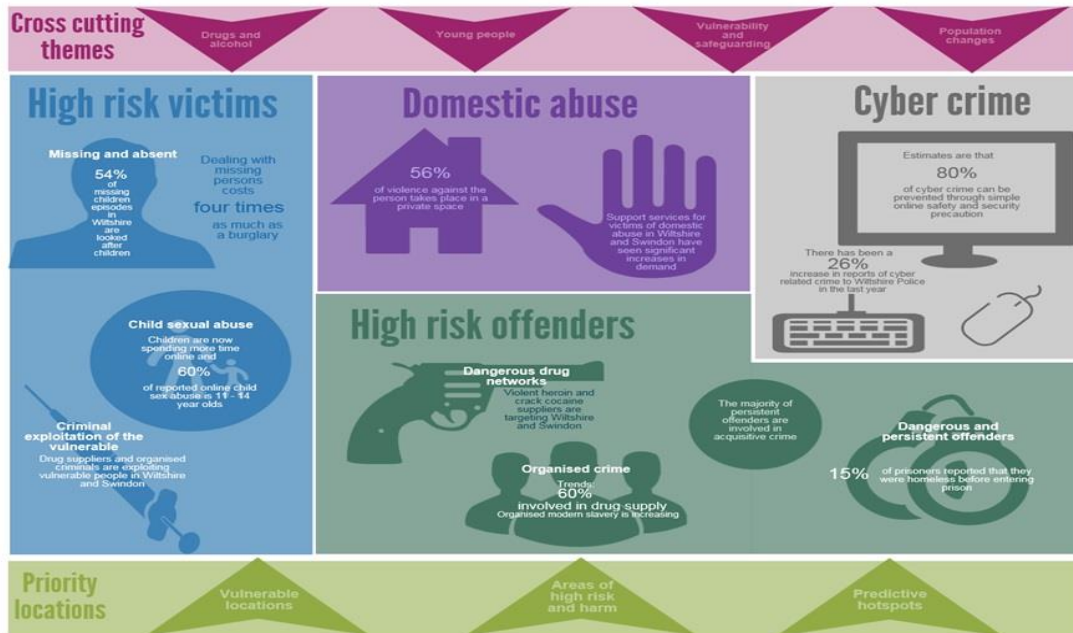 Cross cutting
themes
Drugs and
alcohol
Young people
Vulnerability
and
safeguarding
Population
changes
High risk victims
Missing and absent
54%
of
missing
children
episodes
in
Wiltshire
are
looked
after
children
Dealing with
missing
persons
costs
four times
as much as
a burglary
Child sexual abuse
Children are now
spending more time
online and
60%
of reported online child
sex abuse is 11 - 14
year olds
Criminal
exploitation of the
vulnerable
Drug suppliers and organised
criminals are exploiting
vulnerable people in Wiltshire
and Swindon
Domestic abuse
56%
of violence against the
person takes place in a
private space
Support services for
victims of domestic
abuse in Wiltshire
and Swindon have
seen significant
increases in
demand
Cyber crime
Estimates are that
80%
of cyber crime can be
prevented through simple
online safety and security
precaution
There has been a
26%
increase in reports of cyber
related crime to Wiltshire Police
in the last year
High risk offenders
Dangerous drug
networks
Violent heroin and
crack cocaine
suppliers are
targeting Wiltshire
and Swindon
Organised crime
Trends:
60%
involved in drug supply
Organised modern slavery is increasing
The majority of
persistent
offenders are
involved in
acquisitive crime
Dangerous and
persistent offenders
15%
of prisoners reported that they
were homeless before entering
prison
Priority
locations
Vulnerable
locations
Areas of
high risk
and harm
Predictive
hotspots